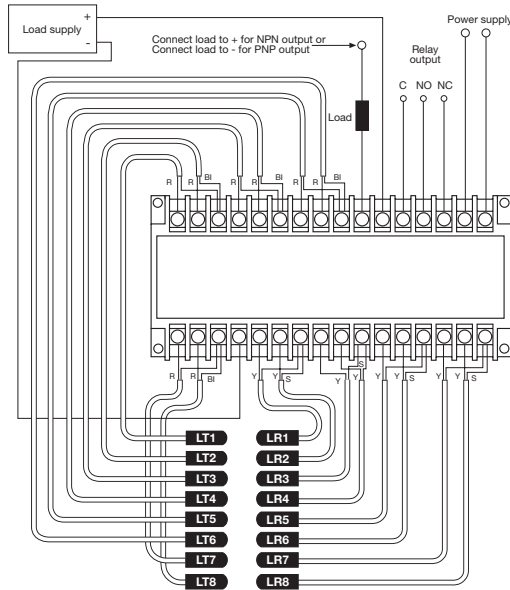 Load supply
+
-
Connect load to + for NPN output or
Connect load to - for PNP output
Power supply
Relay
output
C NO NC
Load
R R Bl R R Bl R R Bl
R R Bl Y Y S Y S Y Y Y S Y Y S
LT1 LR1
LT2 LR2
LT3 LR3
LT4 LR4
LT5 LR5
LT6 LR6
LT7 LR7
LT8 LR8